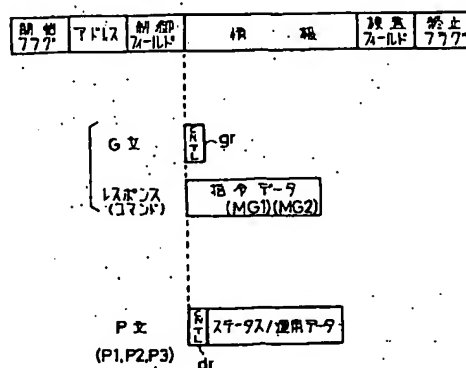 開始フラグ アドレス 制御フィールド 情報 検査フィールド 終止フラグ
G文 CNTL gr
レスポンス (コマンド) 指令データ (MG1)(MG2)
P文 (P1,P2,P3) CNTL ステータス/運用データ
dr